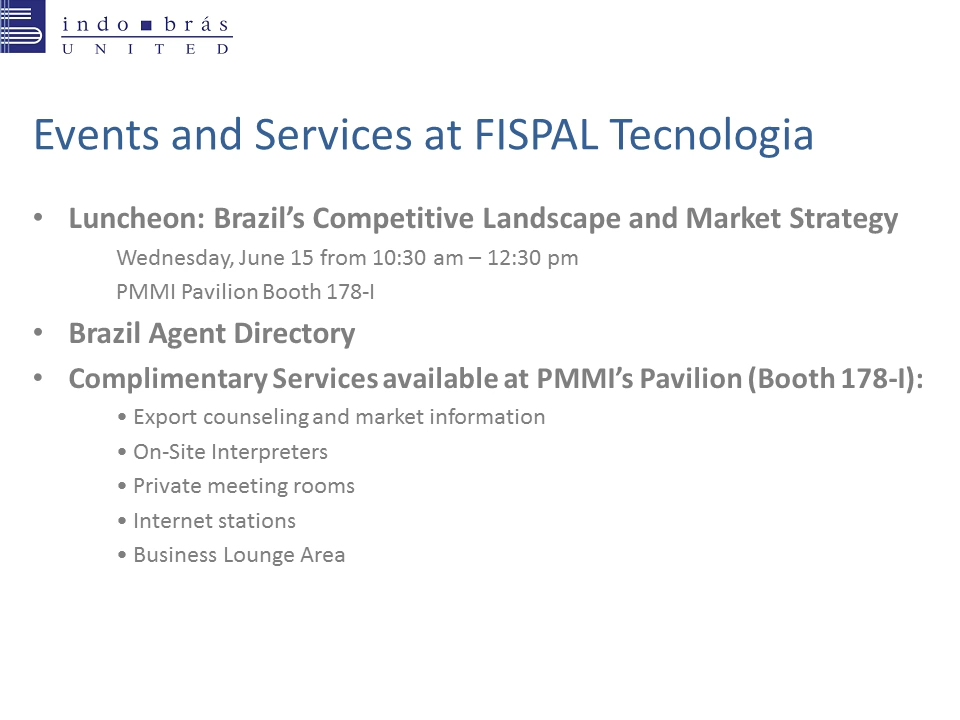 indo ■ brás
UNITED
Events and Services at FISPAL Tecnologia
• Luncheon: Brazil’s Competitive Landscape and Market Strategy
Wednesday, June 15 from 10:30 am – 12:30 pm
PMMI Pavilion Booth 178-I
• Brazil Agent Directory
• Complimentary Services available at PMMI’s Pavilion (Booth 178-I):
• Export counseling and market information
• On-Site Interpreters
• Private meeting rooms
• Internet stations
• Business Lounge Area